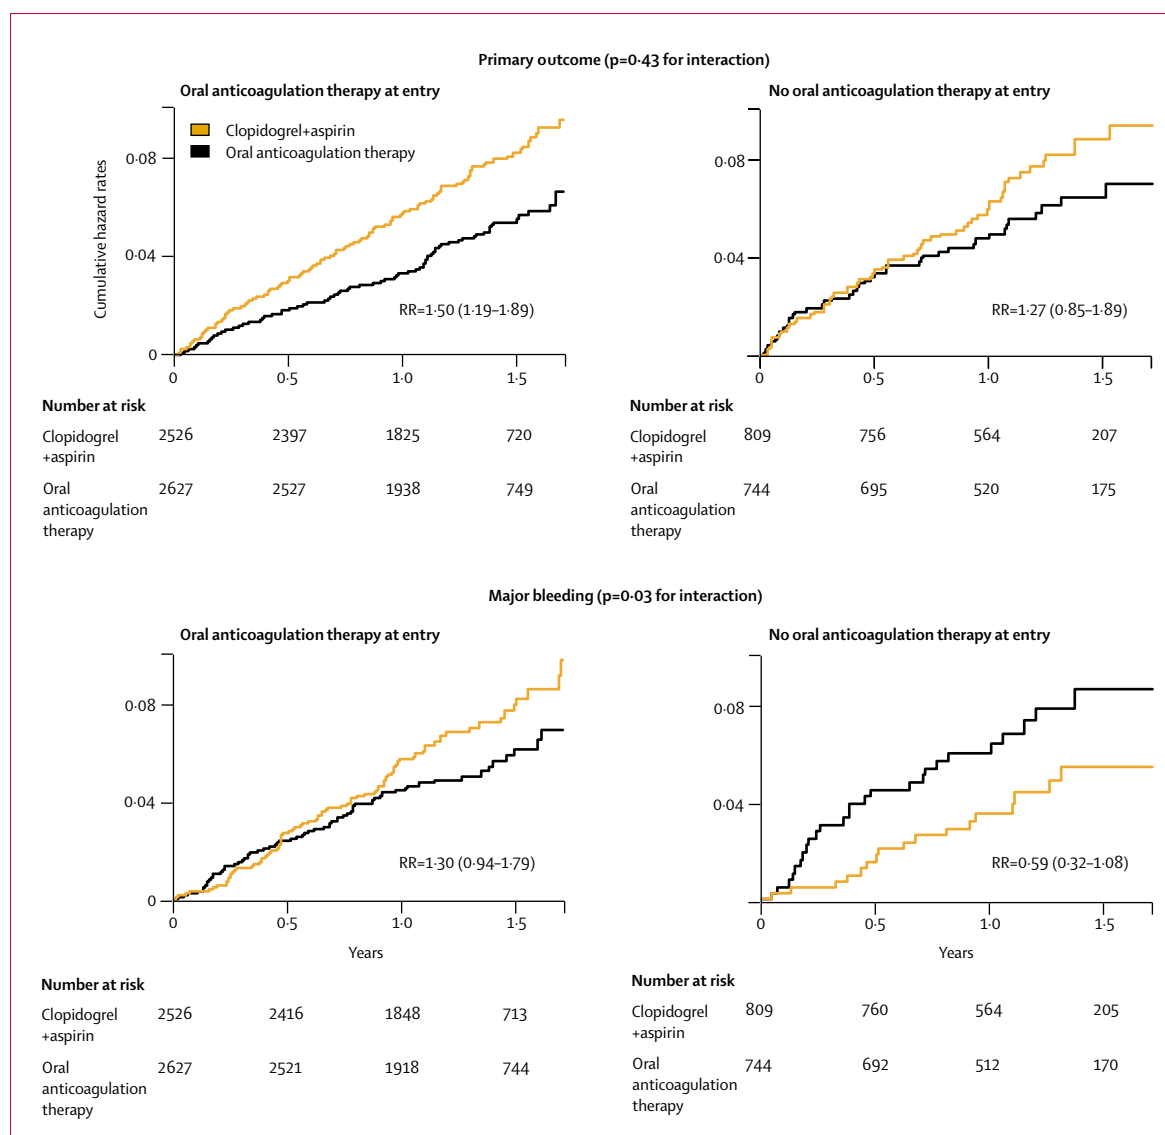 Primary outcome (p=0·43 for interaction)
Oral anticoagulation therapy at entry
No oral anticoagulation therapy at entry
Clopidogrel+aspirin
Oral anticoagulation therapy
Cumulative hazard rates
0·08
0·04
0
RR=1·50 (1·19–1·89)
0 0·5 1·0 1·5
0·08
0·04
RR=1·27 (0·85–1·89)
0 0·5 1·0 1·5
Number at risk
Clopidogrel 2526 2397 1825 720
+aspirin
Oral 2627 2527 1938 749
anticoagulation
therapy
Number at risk
Clopidogrel 809 756 564 207
+aspirin
Oral 744 695 520 175
anticoagulation
therapy
Major bleeding (p=0·03 for interaction)
Oral anticoagulation therapy at entry
No oral anticoagulation therapy at entry
0·08
0·04
0
RR=1·30 (0·94–1·79)
0 0·5 1·0 1·5
Years
0·08
0·04
RR=0·59 (0·32–1·08)
0 0·5 1·0 1·5
Years
Number at risk
Clopidogrel 2526 2416 1848 713
+aspirin
Oral 2627 2521 1918 744
anticoagulation
therapy
Number at risk
Clopidogrel 809 760 564 205
+aspirin
Oral 744 692 512 170
anticoagulation
therapy